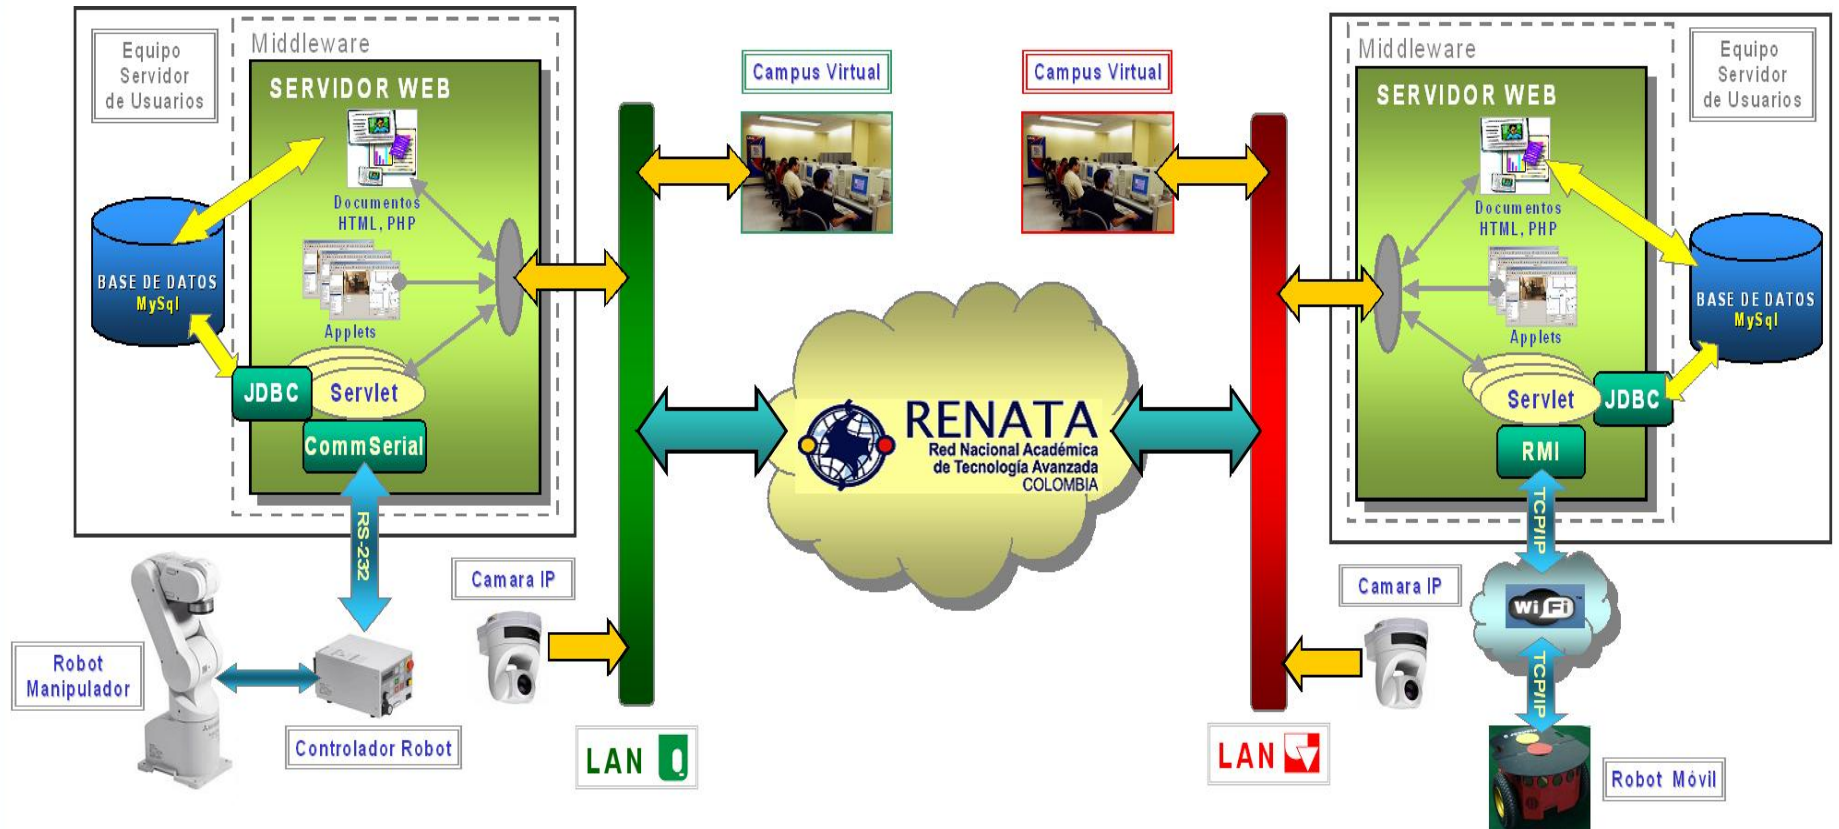 Equipo
Servidor
de Usuarios
Middleware
SERVIDOR WEB
Documentos
HTML, PHP
Applets
BASE DE DATOS
MySql
JDBC
Servlet
CommSerial
RS-232
Robot
Manipulador
Controlador Robot
Camara IP
LAN
Campus Virtual
Campus Virtual
RENATA
Red Nacional Académica
de Tecnología Avanzada
COLOMBIA
Middleware
SERVIDOR WEB
Documentos
HTML, PHP
Applets
Servlet
JDBC
RMI
Equipo
Servidor
de Usuarios
BASE DE DATOS
MySql
TCP/IP
Wi Fi
TCP/IP
Camara IP
LAN
Robot Móvil